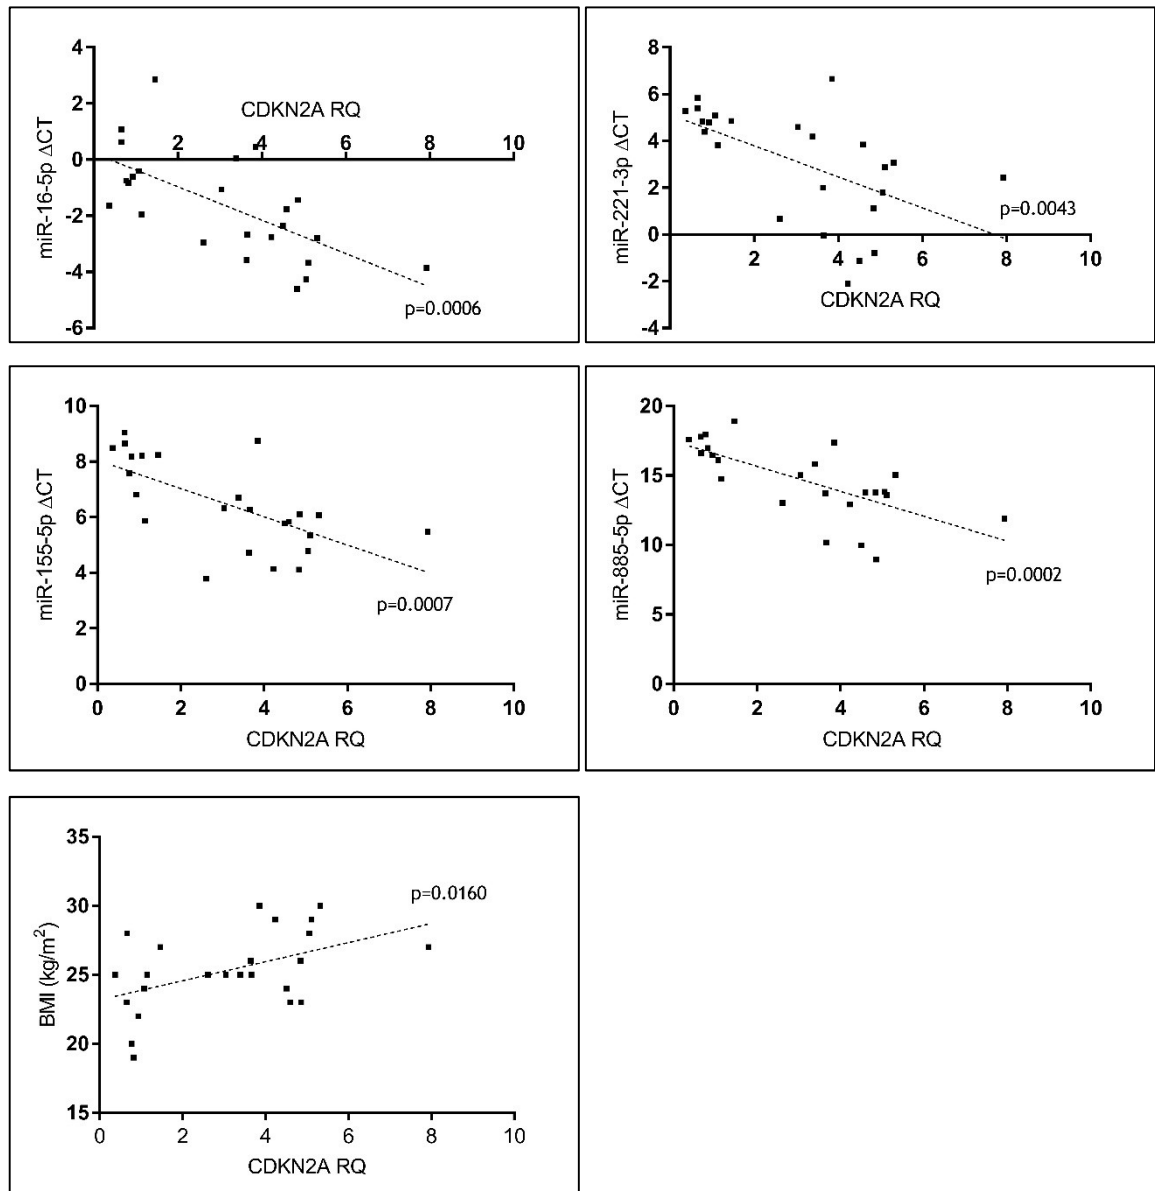 4
2
0
-2
-4
-6
miR-16-5p ΔCT
CDKN2A RQ
2 4 6 8 10
p=0.0006
8
6
4
2
0
-2
-4
miR-221-3p ΔCT
p=0.0043
2 4 6 8 10
CDKN2A RQ
10
8
6
4
2
0
miR-155-5p ΔCT
p=0.0007
0 2 4 6 8 10
CDKN2A RQ
20
15
10
5
0
miR-885-5p ΔCT
p=0.0002
0 2 4 6 8 10
CDKN2A RQ
35
30
25
20
15
BMI (kg/m²)
p=0.0160
0 2 4 6 8 10
CDKN2A RQ